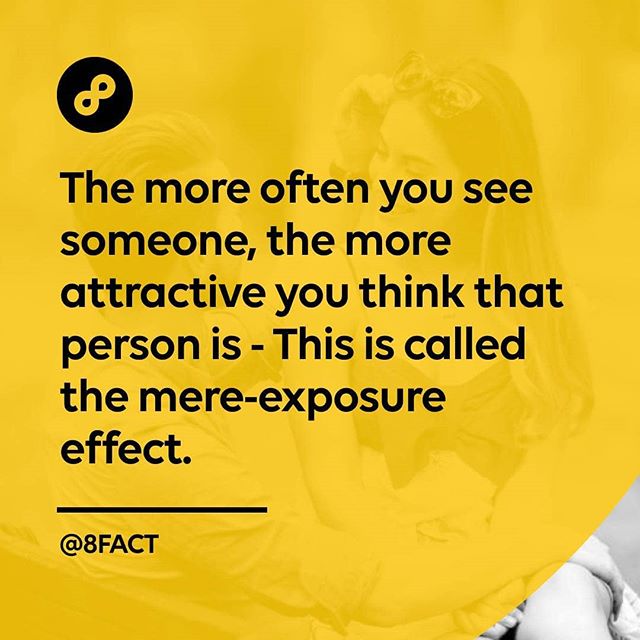 The more often you see
someone, the more
attractive you think that
person is - This is called
the mere-exposure
effect.
@8FACT